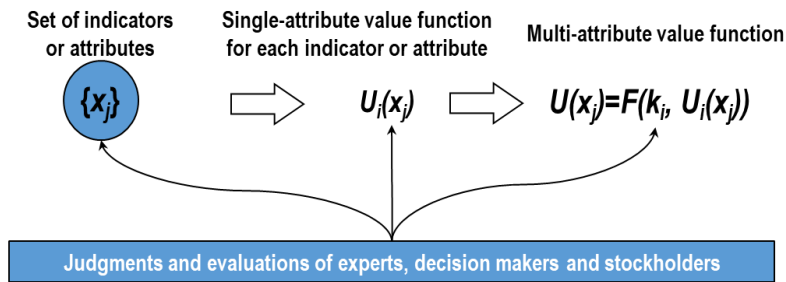 Set of indicators
or attributes
Single-attribute value function
for each indicator or attribute
Multi-attribute value function
{xj}
Ui(xj)
U(xj)=F(ki, Ui(xj))
Judgments and evaluations of experts, decision makers and stockholders